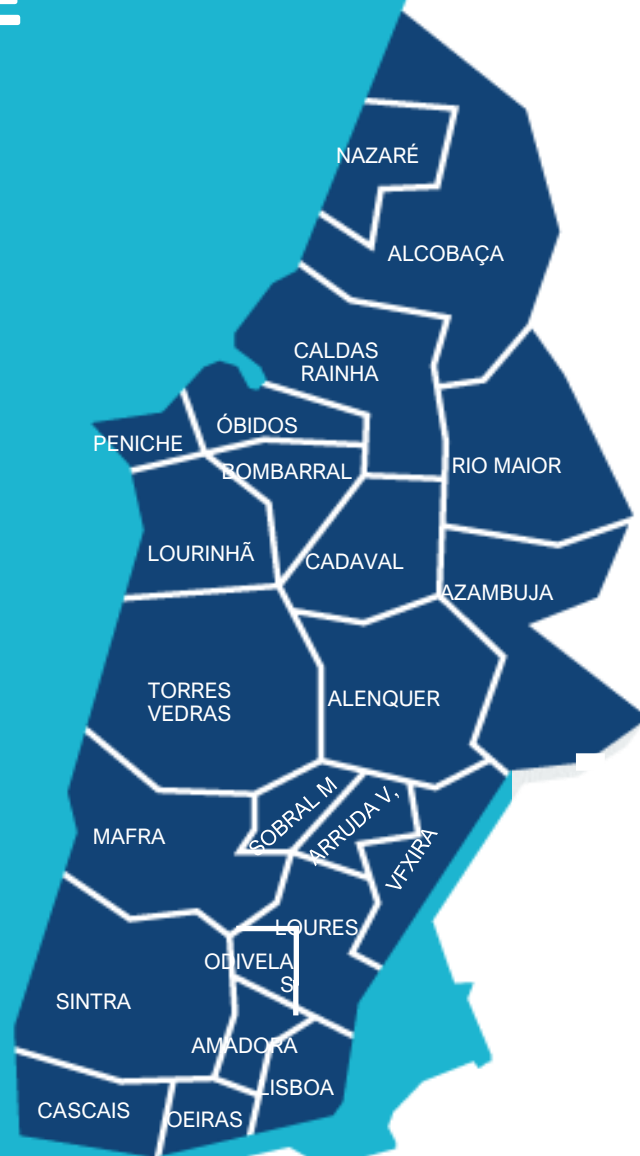 NAZARÉ
ALCOBAÇA
CALDAS
RAINHA
ÓBIDOS
PENICHE
BOMBARRAL
RIO MAIOR
LOURINHÃ
CADAVAL
AZAMBUJA
TORRES
VEDRAS
ALENQUER
SOBRAL M
ARRUDA V,
VFXIRA
MAFRA
LOURES
ODIVELA
S
SINTRA
AMADORA
LISBOA
CASCAIS
OEIRAS